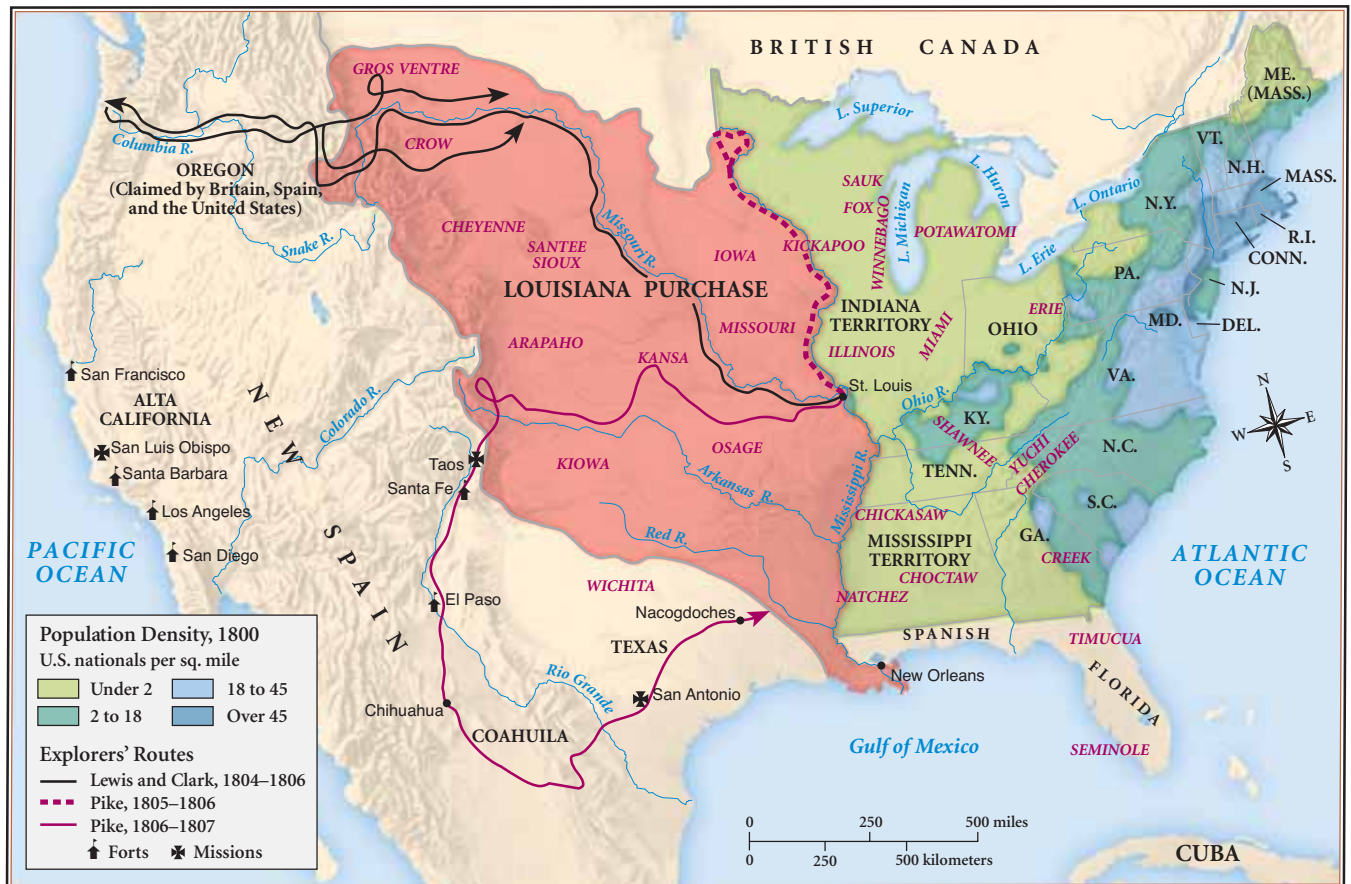 BRITISH CANADA
GROS VENTRE
ME.
(MASS.)
L. Superior
VT.
N.H.
MASS.
Columbia R.
CROW
OREGON
(Claimed by Britain, Spain,
and the United States)
SAUK
FOX
WINNEBAGO
L. Michigan
L. Huron
L. Ontario
N.Y.
R.I.
CONN.
Snake R.
CHEYENNE
SANTEE
SIOUX
Missouri R.
IOWA
KICKAPOO
POTAWATOMI
L. Erie
PA.
N.J.
LOUISIANA PURCHASE
INDIANA
TERRITORY
ERIE
MD.
DEL.
MISSOURI
OHIO
ARAPAHO
KANSA
ILLINOIS
MIAMI
VA.
San Francisco
ALTA
CALIFORNIA
NEW SPAIN
Colorado R.
St. Louis
Ohio R.
KY.
N
W
E
S
San Luis Obispo
Santa Barbara
Taos
Santa Fe
KIOWA
OSAGE
Arkansas R.
SHAWNEE
TENN.
YUCHI
CHEROKEE
N.C.
Los Angeles
San Diego
Red R.
Mississippi R.
CHICKASAW
S.C.
GA.
PACIFIC
OCEAN
MISSISSIPPI
TERRITORY
CHOCTAW
CREEK
ATLANTIC
OCEAN
WICHITA
NATCHEZ
El Paso
Nacogdoches
TEXAS
SPANISH
FLORIDA
TIMUCUA
Rio Grande
San Antonio
New Orleans
Chihuahua
COAHUILA
Gulf of Mexico
SEMINOLE
Population Density, 1800
U.S. nationals per sq. mile
Under 2
18 to 45
2 to 18
Over 45
Explorers' Routes
Lewis and Clark, 1804–1806
Pike, 1805–1806
Pike, 1806–1807
Forts
Missions
0 250 500 miles
0 250 500 kilometers
CUBA